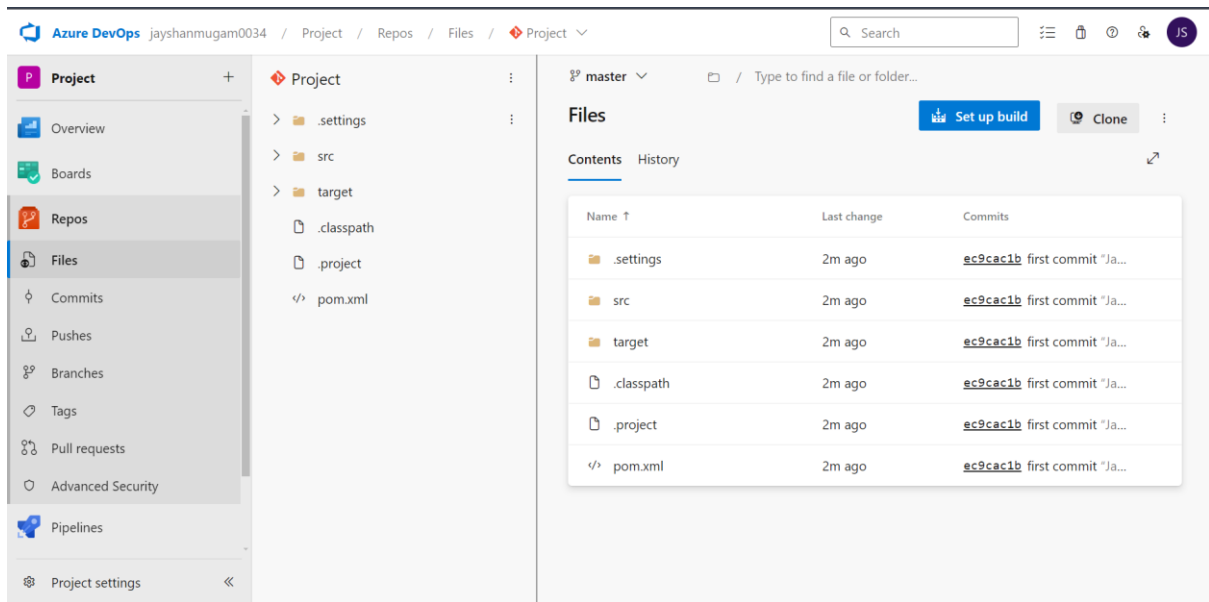 Azure DevOps jayshanmugam0034 / Project / Repos / Files / Project
Search
JS
P Project +
Overview
Boards
Repos
Files
Commits
Pushes
Branches
Tags
Pull requests
Advanced Security
Pipelines
Project settings
Project
.settings
src
target
.classpath
.project
pom.xml
master / Type to find a file or folder...
Files
Set up build
Clone
Contents History
Name ↑ Last change Commits
.settings 2m ago ec9cac1b first commit "Ja...
src 2m ago ec9cac1b first commit "Ja...
target 2m ago ec9cac1b first commit "Ja...
.classpath 2m ago ec9cac1b first commit "Ja...
.project 2m ago ec9cac1b first commit "Ja...
pom.xml 2m ago ec9cac1b first commit "Ja...